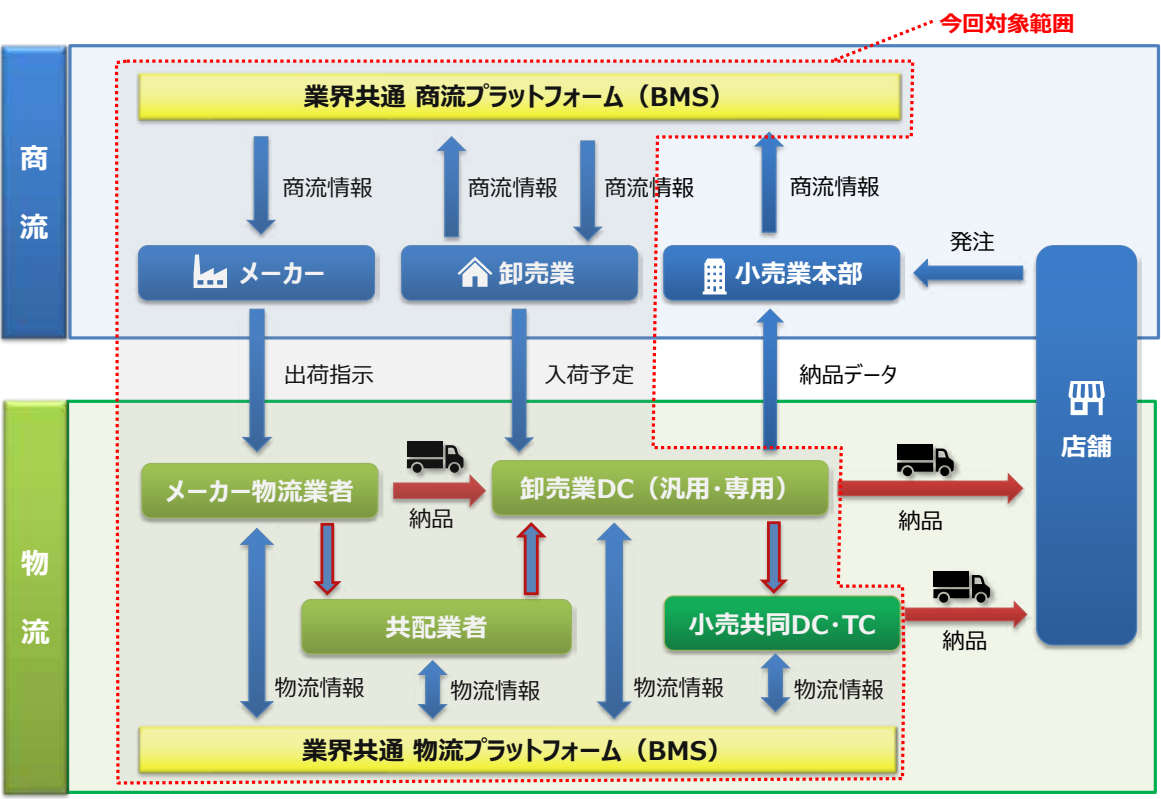 今回対象範囲
商流
業界共通 商流プラットフォーム（BMS）
商流情報
商流情報
商流情報
商流情報
メーカー
卸売業
小売業本部
発注
出荷指示
入荷予定
納品データ
店舗
物流
メーカー物流業者
納品
卸売業DC（汎用・専用）
納品
共配業者
小売共同DC・TC
納品
物流情報
物流情報
物流情報
物流情報
業界共通 物流プラットフォーム（BMS）